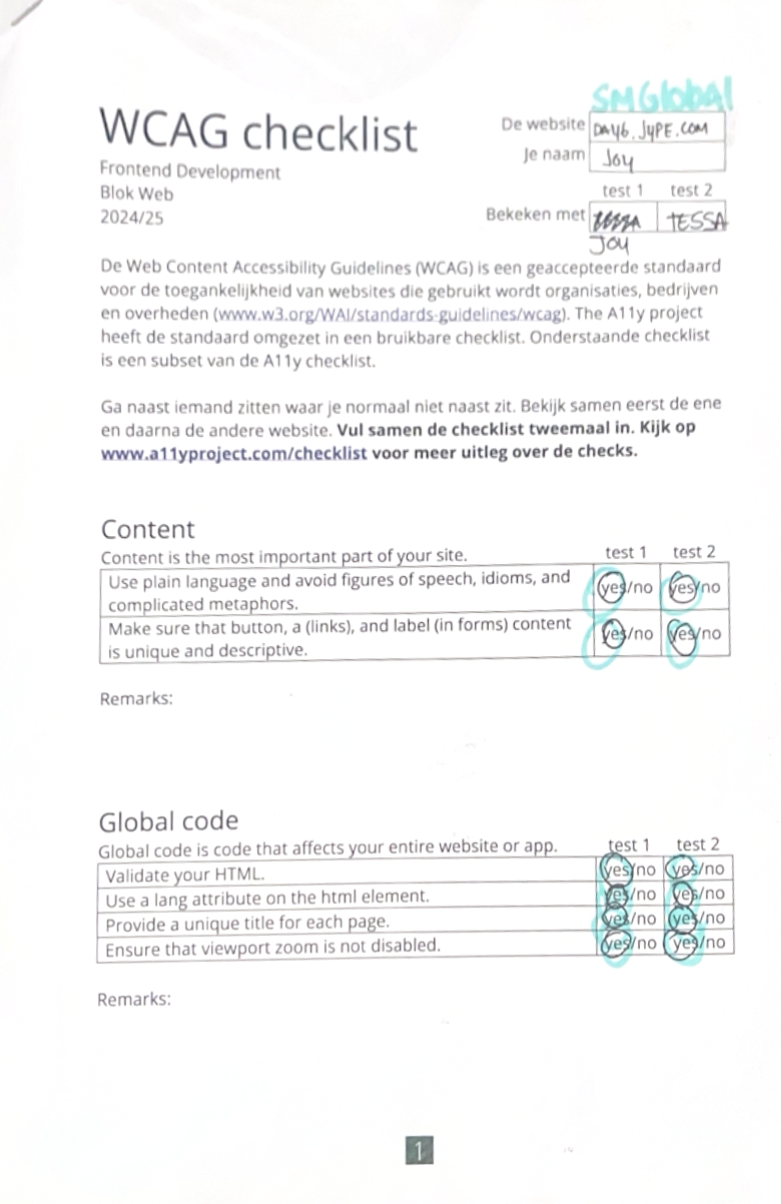 SMGlobal
WCAG checklist
De website DAY6.JYPE.COM
Je naam Joy
Frontend Development
Blok Web
2024/25
test 1 test 2
Bekeken met TESSA
JOY
De Web Content Accessibility Guidelines (WCAG) is een geaccepteerde standaard
voor de toegankelijkheid van websites die gebruikt wordt organisaties, bedrijven
en overheden (www.w3.org/WAI/standards-guidelines/wcag). The A11y project
heeft de standaard omgezet in een bruikbare checklist. Onderstaande checklist
is een subset van de A11y checklist.
Ga naast iemand zitten waar je normaal niet naast zit. Bekijk samen eerst de ene
en daarna de andere website. Vul samen de checklist tweemaal in. Kijk op
www.a11yproject.com/checklist voor meer uitleg over de checks.
Content
Content is the most important part of your site. test 1 test 2
Use plain language and avoid figures of speech, idioms, and
complicated metaphors. yes/no yes/no
Make sure that button, a (links), and label (in forms) content
is unique and descriptive. yes/no yes/no
Remarks:
Global code
Global code is code that affects your entire website or app. test 1 test 2
Validate your HTML. yes/no yes/no
Use a lang attribute on the html element. yes/no yes/no
Provide a unique title for each page. yes/no yes/no
Ensure that viewport zoom is not disabled. yes/no yes/no
Remarks:
1